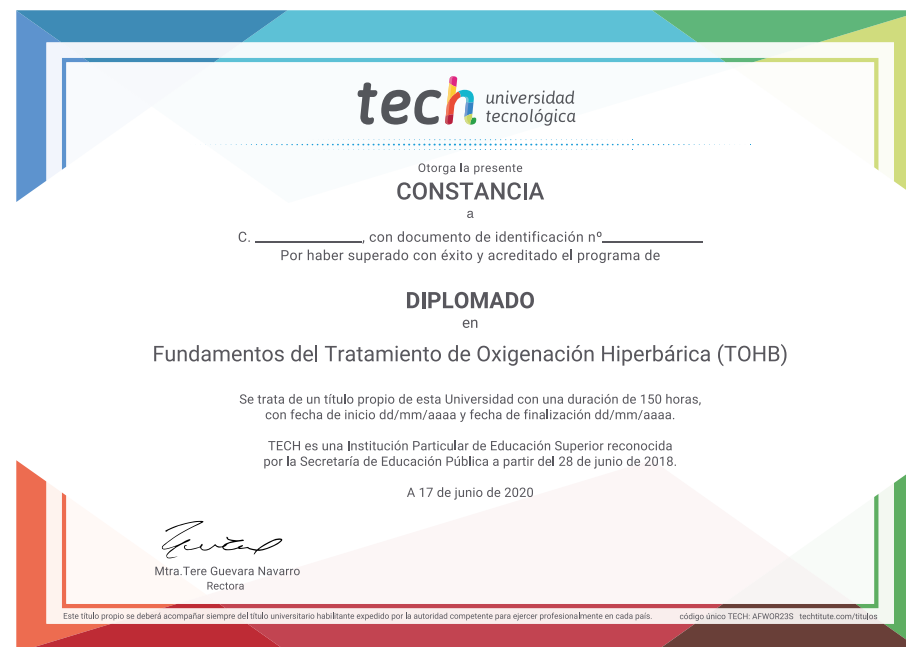 tech universidad
tecnológica
Otorga la presente
CONSTANCIA
a
C. ______________, con documento de identificación nº_____________
Por haber superado con éxito y acreditado el programa de
DIPLOMADO
en
Fundamentos del Tratamiento de Oxigenación Hiperbárica (TOHB)
Se trata de un título propio de esta Universidad con una duración de 150 horas,
con fecha de inicio dd/mm/aaaa y fecha de finalización dd/mm/aaaa.
TECH es una Institución Particular de Educación Superior reconocida
por la Secretaría de Educación Pública a partir del 28 de junio de 2018.
A 17 de junio de 2020
Mtra.Tere Guevara Navarro
Rectora
Este título propio se deberá acompañar siempre del título universitario habilitante expedido por la autoridad competente para ejercer profesionalmente en cada país. código único TECH: AFWOR23S techtitute.com/titulos